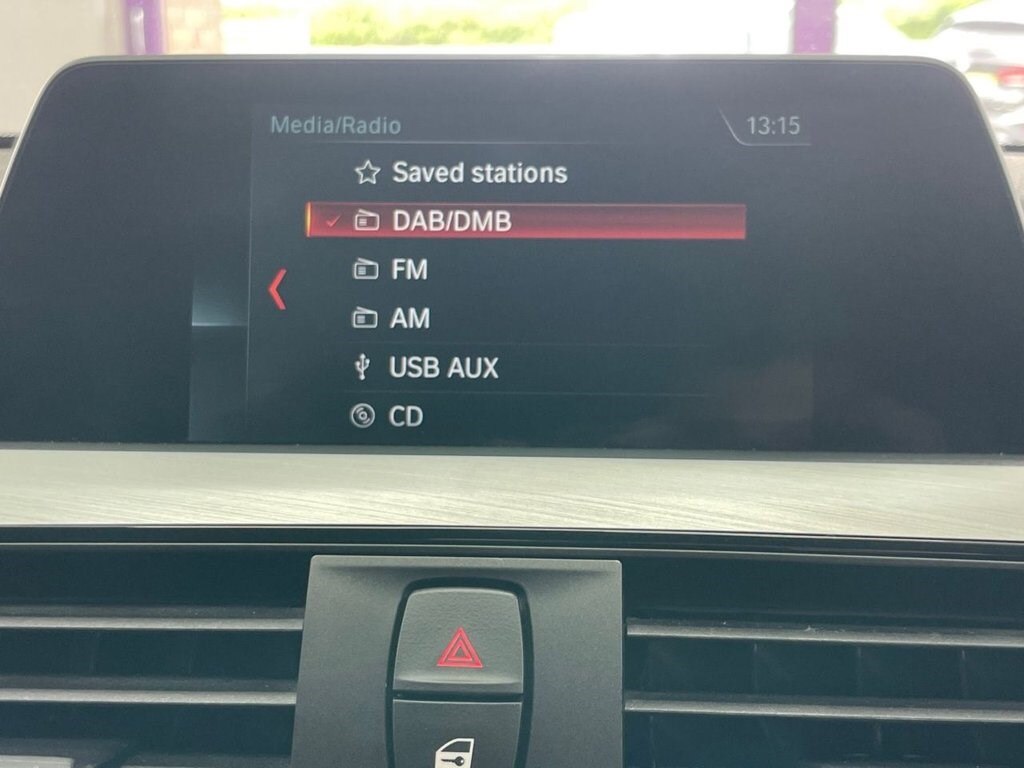 Media/Radio 13:15
Saved stations
DAB/DMB
FM
AM
USB AUX
CD